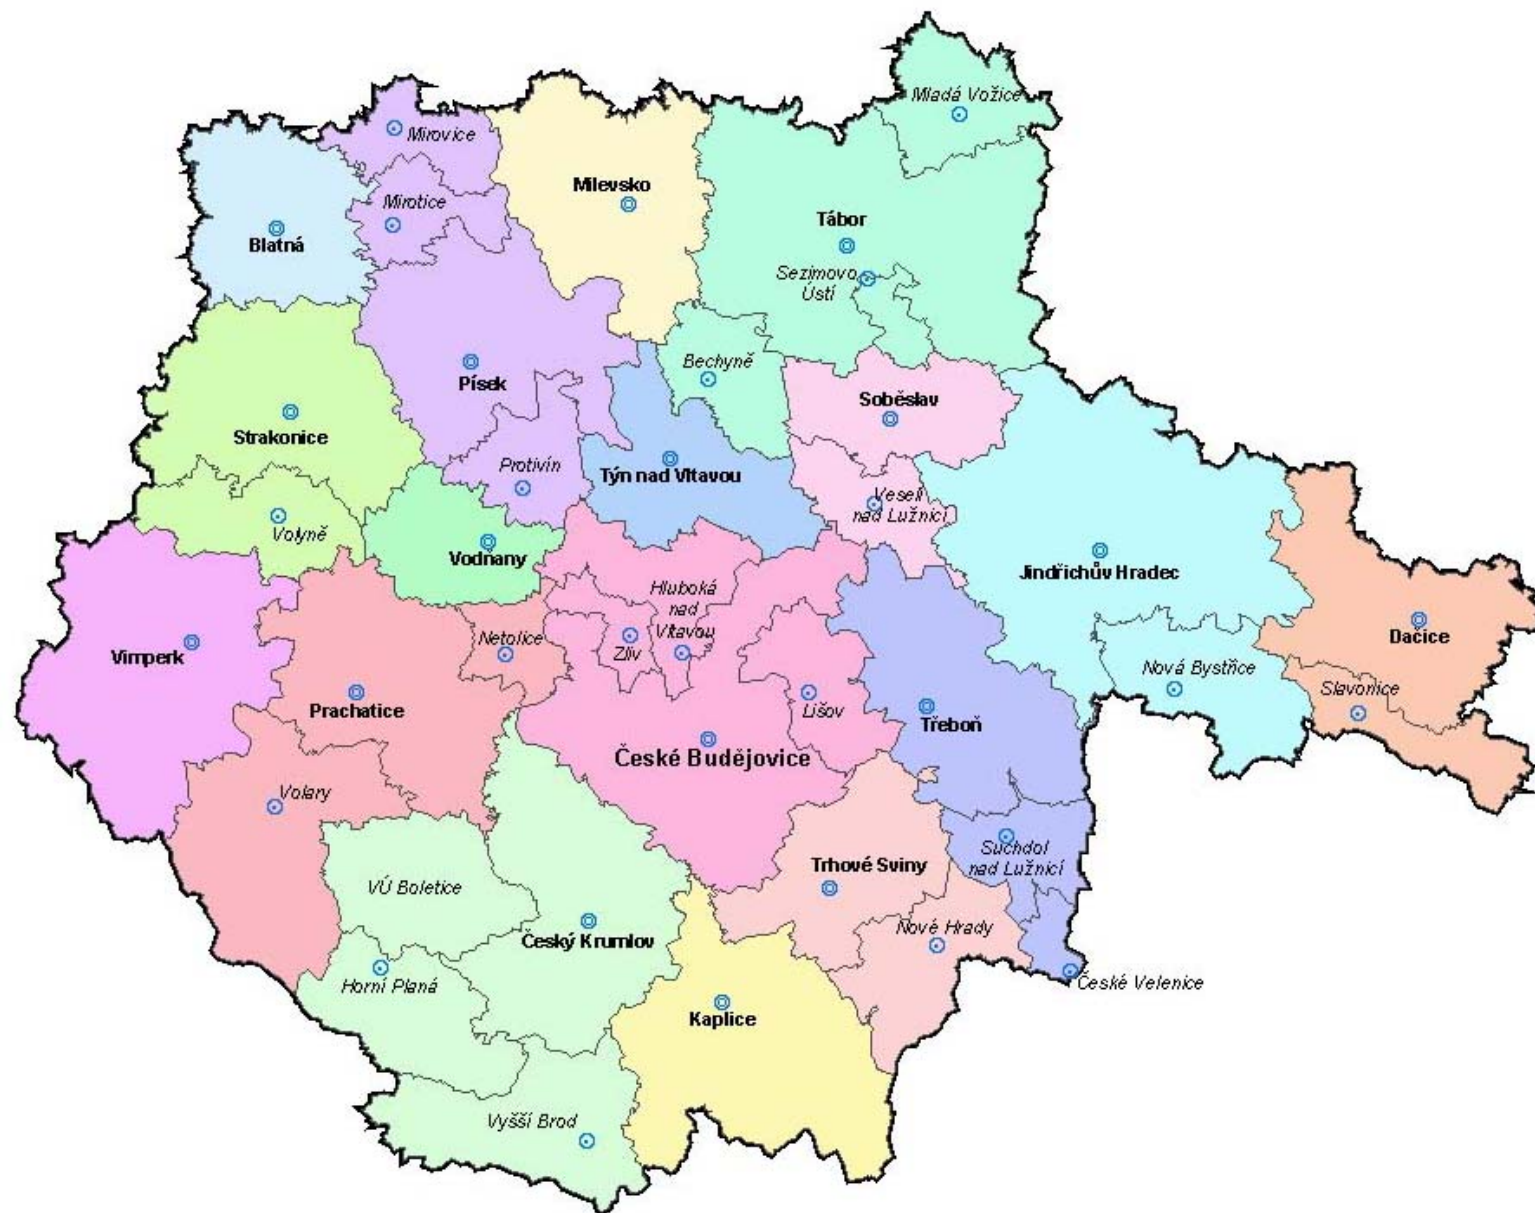 Mladá Vožice
Mirovice
Milevsko
Mirotice
Tábor
Blatná
Sezimovo
Ústí
Bechyně
Písek
Soběslav
Strakonice
Protivín
Týn nad Vltavou
Veselí
nad Lužnicí
Volyně
Vodňany
Jindřichův Hradec
Hluboká
nad
Vltavou
Netolice
Zliv
Vimperk
Dačice
Nová Bystřice
Slavonice
Prachatice
Lišov
Třeboň
České Budějovice
Volary
Suchdol
nad Lužnicí
Trhové Sviny
VÚ Boletice
Nové Hrady
Český Krumlov
Horní Planá
České Velenice
Kaplice
Vyšší Brod